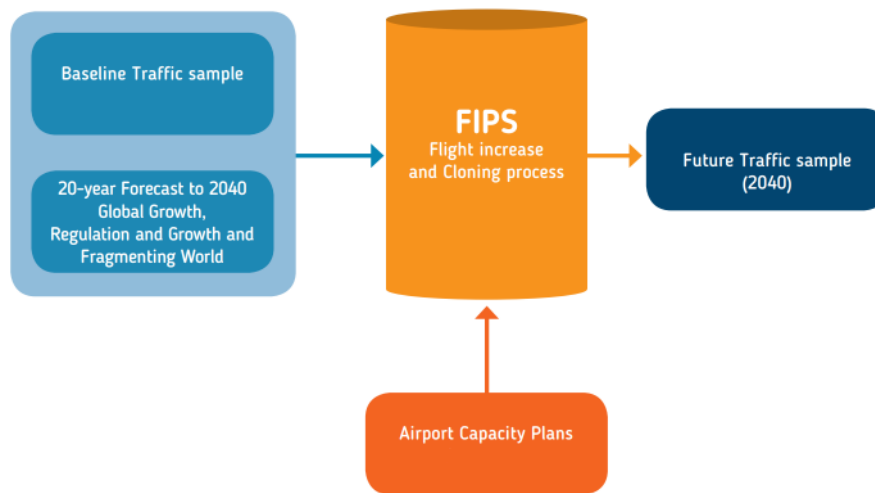 Baseline Traffic sample
20-year Forecast to 2040
Global Growth,
Regulation and Growth and
Fragmenting World
FIPS
Flight increase
and Cloning process
Future Traffic sample
(2040)
Airport Capacity Plans